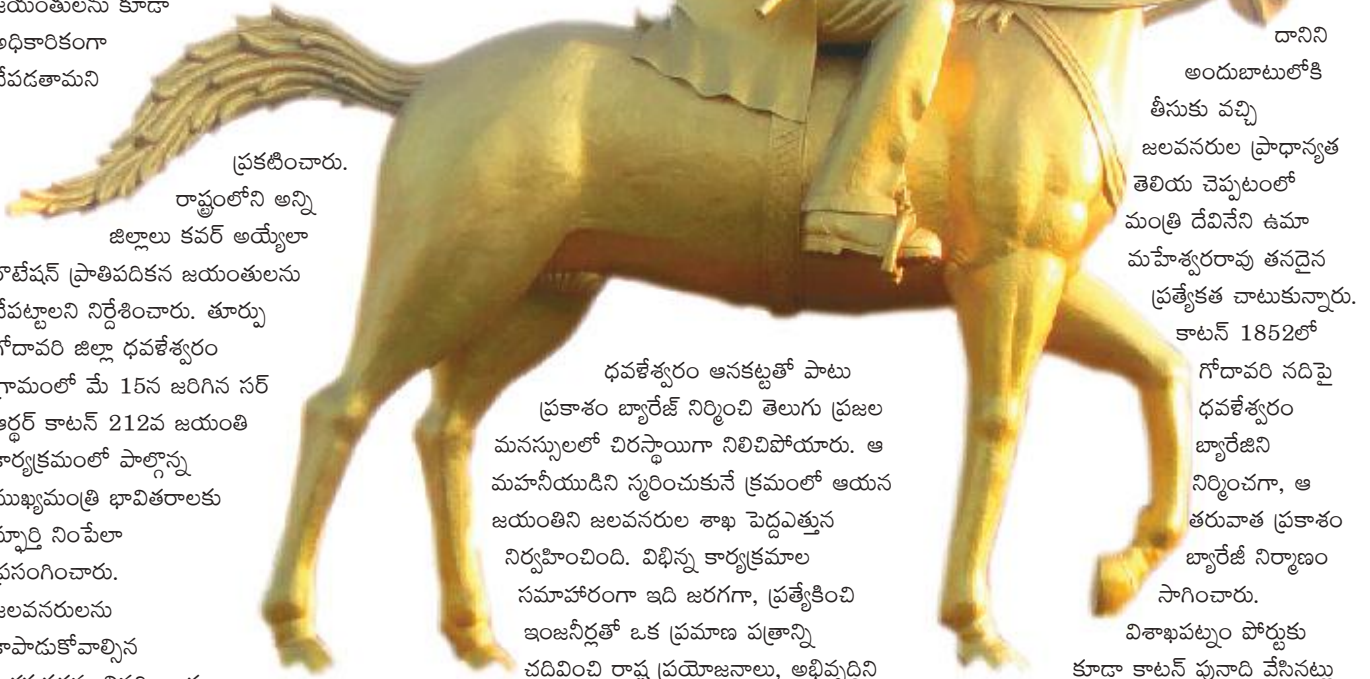 జయంతులను కూడా
అధికారికంగా
చేపడతామని
ప్రకటించారు.
రాష్ట్రంలోని అన్ని
జిల్లాలు కవర్ అయ్యేలా
రొటేషన్ ప్రాతిపదికన జయంతులను
చేపట్టాలని నిర్దేశించారు. తూర్పు
గోదావరి జిల్లా ధవళేశ్వరం
గ్రామంలో మే 15న జరిగిన సర్
ఆర్థర్ కాటన్ 212వ జయంతి
కార్యక్రమంలో పాల్గొన్న
ముఖ్యమంత్రి భావితరాలకు
స్ఫూర్తి నింపేలా
ప్రసంగించారు.
జలవనరులను
కాపాడుకోవాల్సిన
ధవళేశ్వరం ఆనకట్టతో పాటు
ప్రకాశం బ్యారేజ్ నిర్మించి తెలుగు ప్రజల
మనస్సులలో చిరస్థాయిగా నిలిచిపోయారు. ఆ
మహనీయుడిని స్మరించుకునే క్రమంలో ఆయన
జయంతిని జలవనరుల శాఖ పెద్దఎత్తున
నిర్వహించింది. విభిన్న కార్యక్రమాల
సమాహారంగా ఇది జరగగా, ప్రత్యేకించి
ఇంజనీర్లతో ఒక ప్రమాణ పత్రాన్ని
చదివించి రాష్ట్ర ప్రయోజనాలు, అభివృద్ధిని
దానిని
అందుబాటులోకి
తీసుకు వచ్చి
జలవనరుల ప్రాధాన్యత
తెలియ చెప్పటంలో
మంత్రి దేవినేని ఉమా
మహేశ్వరరావు తనదైన
ప్రత్యేకత చాటుకున్నారు.
కాటన్ 1852లో
గోదావరి నదిపై
ధవళేశ్వరం
బ్యారేజిని
నిర్మించగా, ఆ
తరువాత ప్రకాశం
బ్యారేజీ నిర్మాణం
సాగించారు.
విశాఖపట్నం పోర్టుకు
కూడా కాటన్ పునాది వేసినట్లు